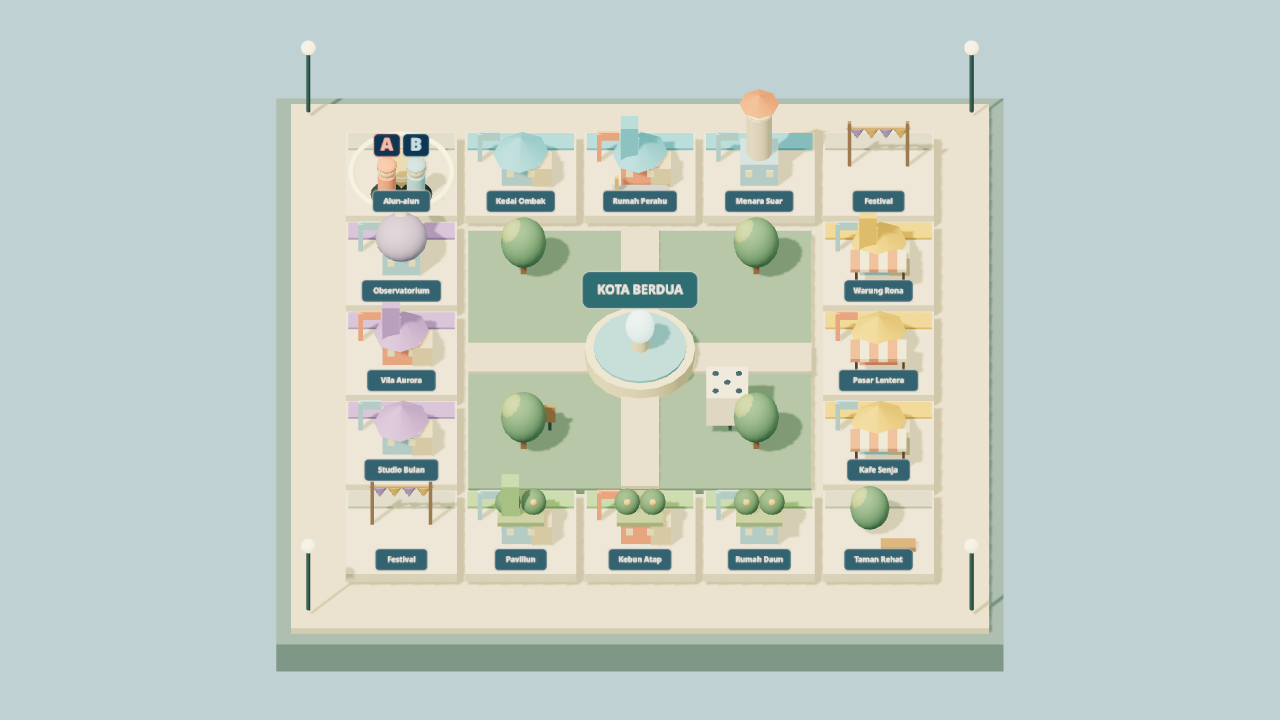 A B
Alun-alun
Kedai Ombak
Rumah Perahu
Menara Suar
Festival
Observatorium
KOTA BERDUA
Warung Rona
Vila Aurora
Pasar Lentera
Studio Bulan
Kafe Senja
Festival
Paviliun
Kebun Atap
Rumah Daun
Taman Rehat